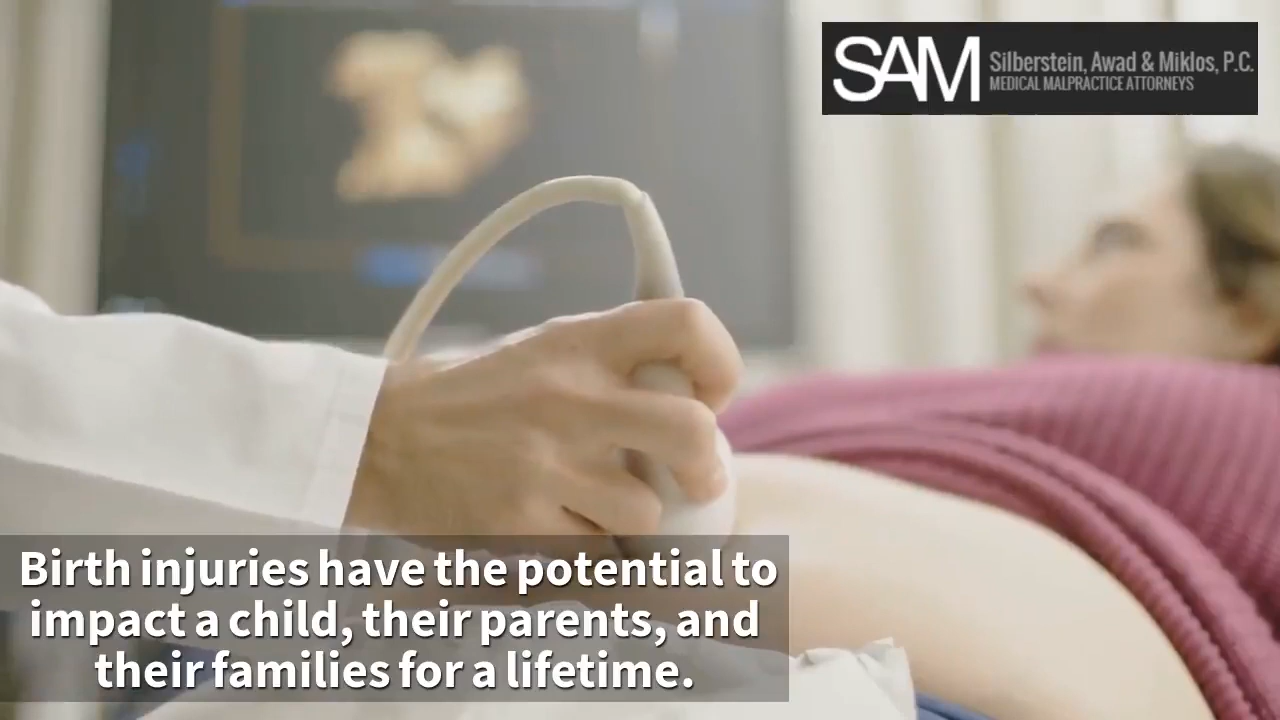 SAM
Silberstein, Awad & Miklos, P.C.
MEDICAL MALPRACTICE ATTORNEYS
Birth injuries have the potential to
impact a child, their parents, and
their families for a lifetime.